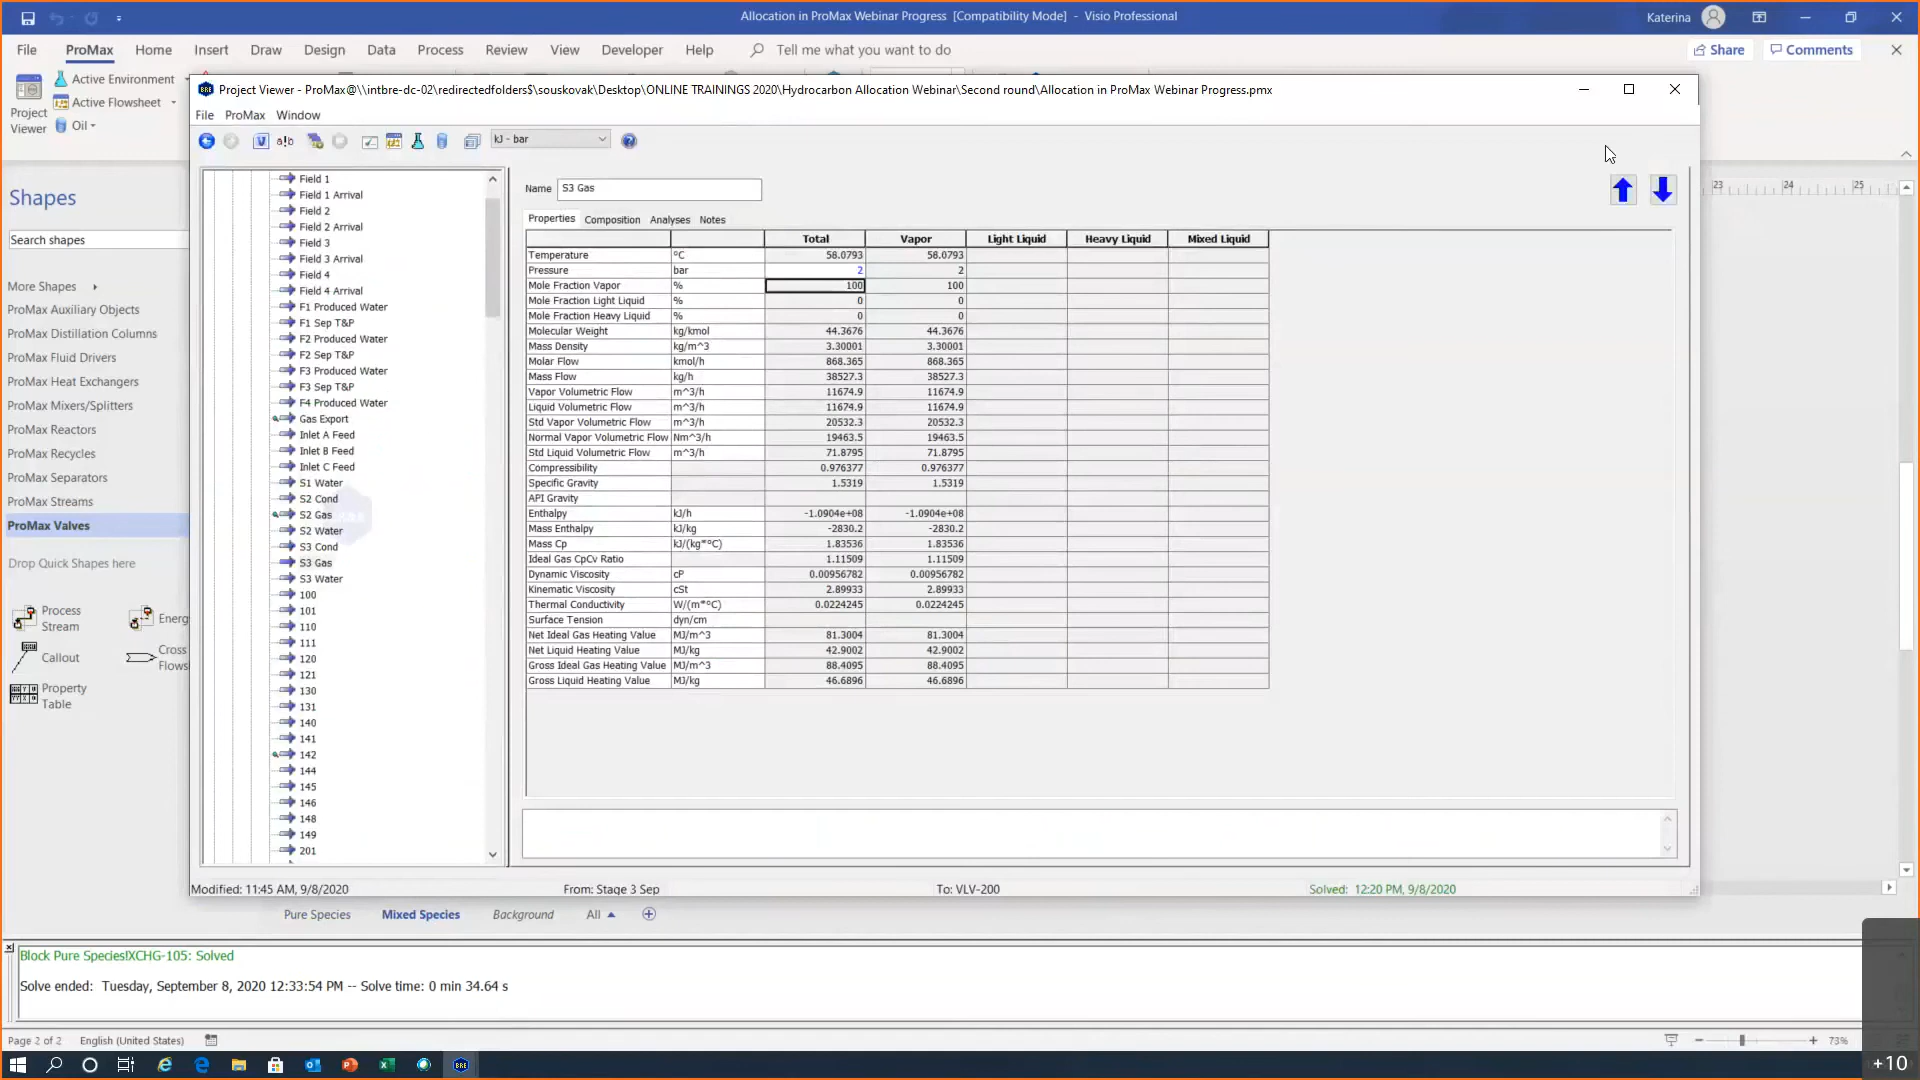 Allocation in ProMax Webinar Progress [Compatibility Mode] - Visio Professional
Katerina
File ProMax Home Insert Draw Design Data Process Review View Developer Help Tell me what you want to do Share Comments
Project Viewer
Active Environment
Active Flowsheet
Oil
Project Viewer - ProMax@\\intbre-dc-02\redirectedfolders$\souskovak\Desktop\ONLINE TRAININGS 2020\Hydrocarbon Allocation Webinar\Second round\Allocation in ProMax Webinar Progress.pmx
File ProMax Window
kJ - bar
Shapes
Search shapes
More Shapes
ProMax Auxiliary Objects
ProMax Distillation Columns
ProMax Fluid Drivers
ProMax Heat Exchangers
ProMax Mixers/Splitters
ProMax Reactors
ProMax Recycles
ProMax Separators
ProMax Streams
ProMax Valves
Drop Quick Shapes here
Process Stream
Energ
Callout
Cross Flows
Property Table
Field 1
Field 1 Arrival
Field 2
Field 2 Arrival
Field 3
Field 3 Arrival
Field 4
Field 4 Arrival
F1 Produced Water
F1 Sep T&P
F2 Produced Water
F2 Sep T&P
F3 Produced Water
F3 Sep T&P
F4 Produced Water
Gas Export
Inlet A Feed
Inlet B Feed
Inlet C Feed
S1 Water
S2 Cond
S2 Gas
S2 Water
S3 Cond
S3 Gas
S3 Water
100
101
110
111
120
121
130
131
140
141
142
144
145
146
148
149
201
Name S3 Gas
Properties Composition Analyses Notes
Total Vapor Light Liquid Heavy Liquid Mixed Liquid
Temperature °C 58.0793 58.0793
Pressure bar 2 2
Mole Fraction Vapor % 100 100
Mole Fraction Light Liquid % 0 0
Mole Fraction Heavy Liquid % 0 0
Molecular Weight kg/kmol 44.3676 44.3676
Mass Density kg/m^3 3.30001 3.30001
Molar Flow kmol/h 868.365 868.365
Mass Flow kg/h 38527.3 38527.3
Vapor Volumetric Flow m^3/h 11674.9 11674.9
Liquid Volumetric Flow m^3/h 11674.9 11674.9
Std Vapor Volumetric Flow m^3/h 20532.3 20532.3
Normal Vapor Volumetric Flow Nm^3/h 19463.5 19463.5
Std Liquid Volumetric Flow m^3/h 71.8795 71.8795
Compressibility 0.976377 0.976377
Specific Gravity 1.5319 1.5319
API Gravity
Enthalpy kJ/h -1.0904e+08 -1.0904e+08
Mass Enthalpy kJ/kg -2830.2 -2830.2
Mass Cp kJ/(kg*°C) 1.83536 1.83536
Ideal Gas CpCv Ratio 1.11509 1.11509
Dynamic Viscosity cP 0.00956782 0.00956782
Kinematic Viscosity cSt 2.89933 2.89933
Thermal Conductivity W/(m*°C) 0.0224245 0.0224245
Surface Tension dyn/cm
Net Ideal Gas Heating Value MJ/m^3 81.3004 81.3004
Net Liquid Heating Value MJ/kg 42.9002 42.9002
Gross Ideal Gas Heating Value MJ/m^3 88.4095 88.4095
Gross Liquid Heating Value MJ/kg 46.6896 46.6896
23 24 25
Modified: 11:45 AM, 9/8/2020 From: Stage 3 Sep To: VLV-200 Solved: 12:20 PM, 9/8/2020
Pure Species Mixed Species Background All
Block Pure Species!XCHG-105: Solved
Solve ended: Tuesday, September 8, 2020 12:33:54 PM -- Solve time: 0 min 34.64 s
Page 2 of 2 English (United States) 73%
+10